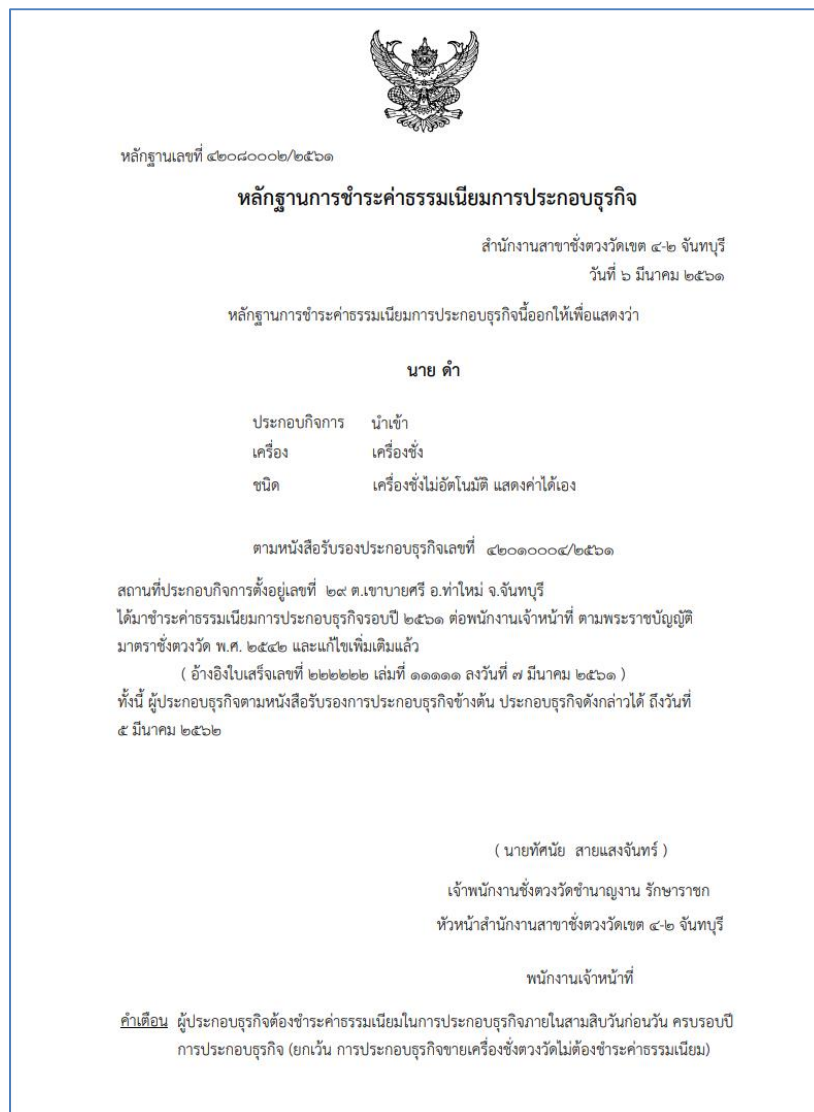 หลักฐานเลขที่ ๔๒๐๘๐๐๐๒/๒๕๖๑
หลักฐานการชำระค่าธรรมเนียมการประกอบธุรกิจ
สำนักงานสาขาชั่งตวงวัดเขต ๔-๒ จันทบุรี
วันที่ ๖ มีนาคม ๒๕๖๑
หลักฐานการชำระค่าธรรมเนียมการประกอบธุรกิจนี้ออกให้เพื่อแสดงว่า
นาย ดำ
ประกอบกิจการ นำเข้า
เครื่อง เครื่องชั่ง
ชนิด เครื่องชั่งไม่อัตโนมัติ แสดงค่าได้เอง
ตามหนังสือรับรองประกอบธุรกิจเลขที่ ๔๒๐๑๐๐๐๔/๒๕๖๑
สถานที่ประกอบกิจการตั้งอยู่เลขที่ ๒๙ ต.เขาบายศรี อ.ท่าใหม่ จ.จันทบุรี
ได้มาชำระค่าธรรมเนียมการประกอบธุรกิจรอบปี ๒๕๖๑ ต่อพนักงานเจ้าหน้าที่ ตามพระราชบัญญัติ
มาตราชั่งตวงวัด พ.ศ. ๒๕๔๒ และแก้ไขเพิ่มเติมแล้ว
( อ้างอิงใบเสร็จเลขที่ ๒๒๒๒๒๒ เล่มที่ ๑๑๑๑๑ ลงวันที่ ๗ มีนาคม ๒๕๖๑ )
ทั้งนี้ ผู้ประกอบธุรกิจตามหนังสือรับรองการประกอบธุรกิจข้างต้น ประกอบธุรกิจดังกล่าวได้ ถึงวันที่
๕ มีนาคม ๒๕๖๒
( นายทัศนัย สายแสงจันทร์ )
เจ้าพนักงานชั่งตวงวัดชำนาญงาน รักษาราชก
หัวหน้าสำนักงานสาขาชั่งตวงวัดเขต ๔-๒ จันทบุรี
พนักงานเจ้าหน้าที่
คำเตือน ผู้ประกอบธุรกิจต้องชำระค่าธรรมเนียมในการประกอบธุรกิจภายในสามสิบวันก่อนวัน ครบรอบปี
การประกอบธุรกิจ (ยกเว้น การประกอบธุรกิจขายเครื่องชั่งตวงวัดไม่ต้องชำระค่าธรรมเนียม)